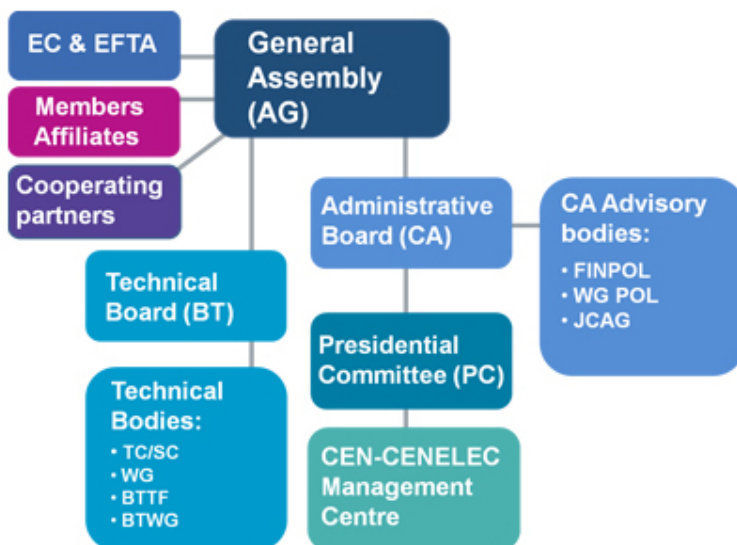 EC & EFTA
Members
Affiliates
Cooperating
partners
General
Assembly
(AG)
Technical
Board (BT)
Technical
Bodies:
• TC/SC
• WG
• BTTF
• BTWG
Administrative
Board (CA)
Presidential
Committee (PC)
CEN-CENELEC
Management
Centre
CA Advisory
bodies:
• FINPOL
• WG POL
• JCAG